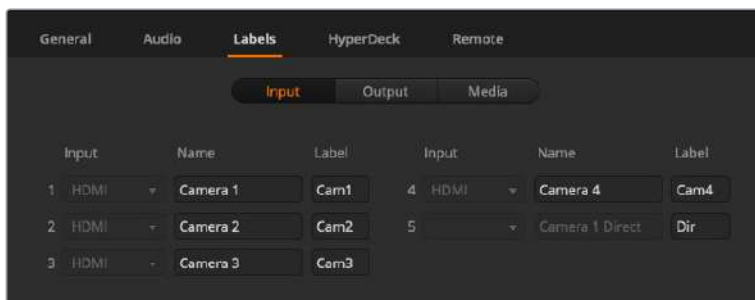 General Audio Labels HyperDeck Remote
Input Output Media
Input Name Label Input Name Label
1 HDMI Camera 1 Cam1 4 HDMI Camera 4 Cam4
2 HDMI Camera 2 Cam2 5 Camera 1 Direct Dir
3 HDMI Camera 3 Cam3